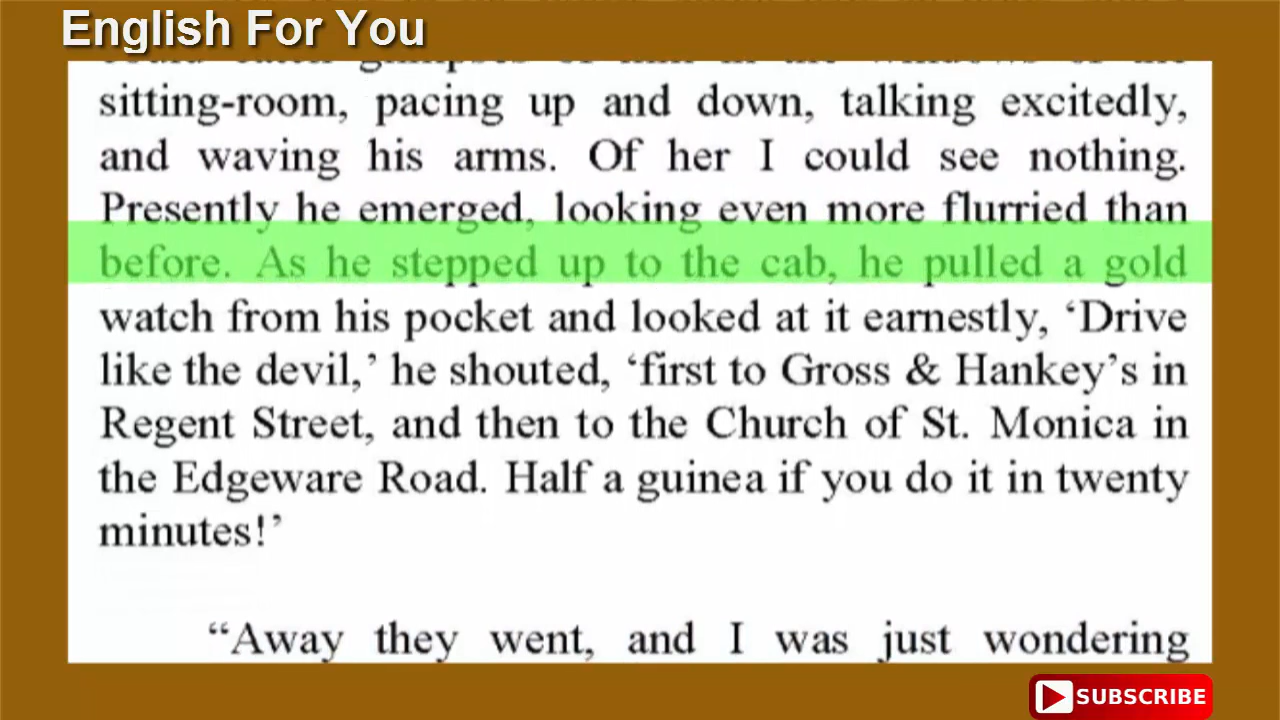 English For You
sitting-room, pacing up and down, talking excitedly,
and waving his arms. Of her I could see nothing.
Presently he emerged, looking even more flurried than
before. As he stepped up to the cab, he pulled a gold
watch from his pocket and looked at it earnestly, ‘Drive
like the devil,’ he shouted, ‘first to Gross & Hankey’s in
Regent Street, and then to the Church of St. Monica in
the Edgeware Road. Half a guinea if you do it in twenty
minutes!’
“Away they went, and I was just wondering
SUBSCRIBE